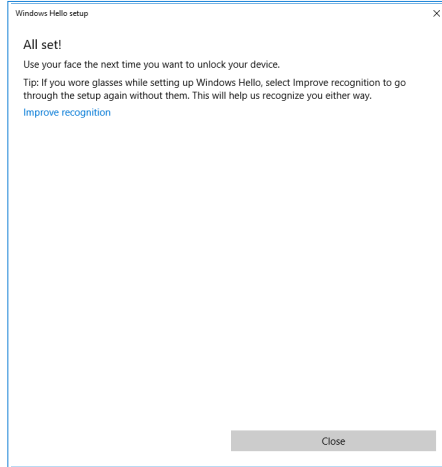 Windows Hello setup
All set!
Use your face the next time you want to unlock your device.
Tip: If you wore glasses while setting up Windows Hello, select Improve recognition to go
through the setup again without them. This will help us recognize you either way.
Improve recognition
Close